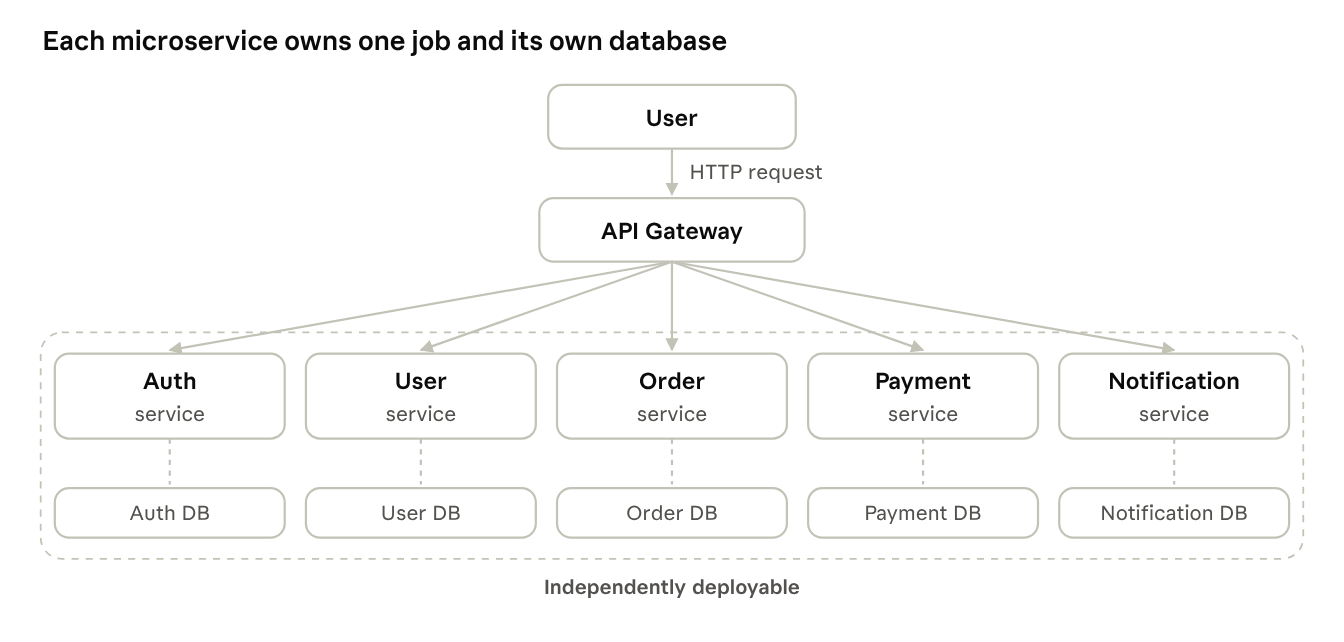 Each microservice owns one job and its own database
User
HTTP request
API Gateway
Auth
service
User
service
Order
service
Payment
service
Notification
service
Auth DB
User DB
Order DB
Payment DB
Notification DB
Independently deployable